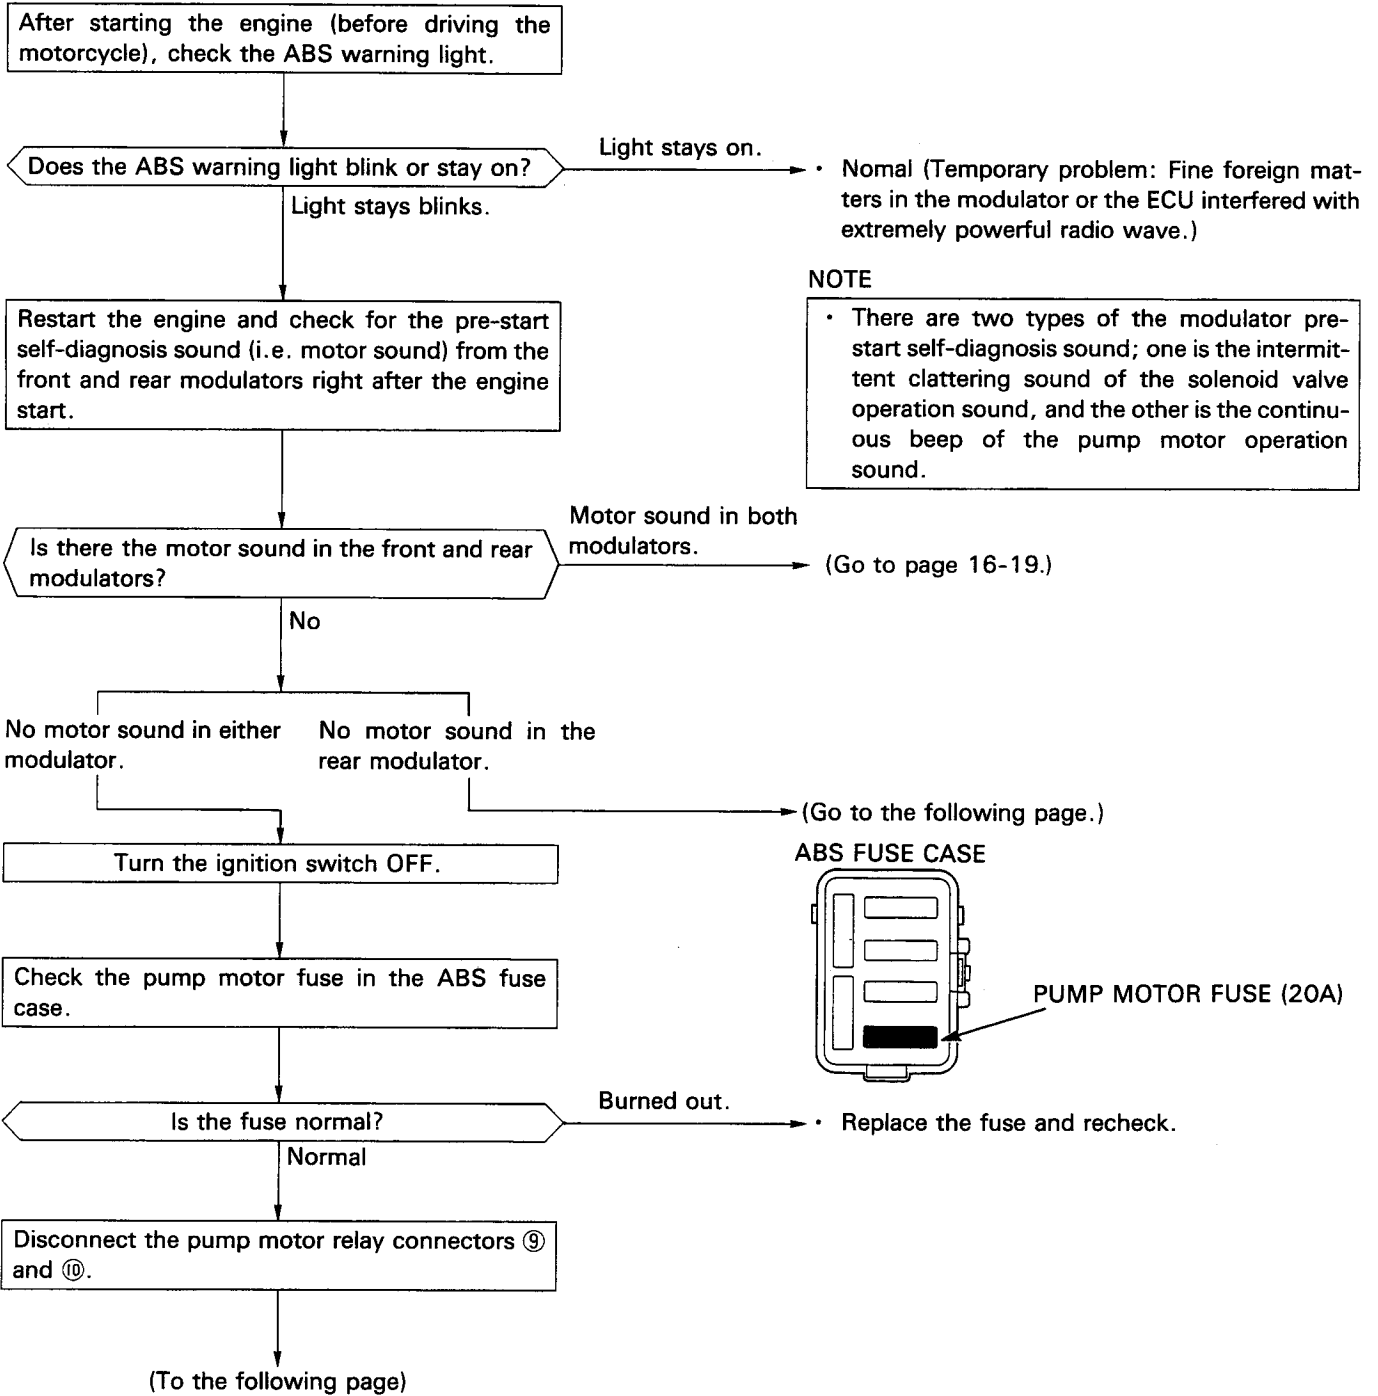 After starting the engine (before driving the
motorcycle), check the ABS warning light.
Does the ABS warning light blink or stay on?
Light stays on.
· Nomal (Temporary problem: Fine foreign mat-
ters in the modulator or the ECU interfered with
extremely powerful radio wave.)
Light stays blinks.
NOTE
· There are two types of the modulator pre-
start self-diagnosis sound; one is the intermit-
tent clattering sound of the solenoid valve
operation sound, and the other is the continu-
ous beep of the pump motor operation
sound.
Restart the engine and check for the pre-start
self-diagnosis sound (i.e. motor sound) from the
front and rear modulators right after the engine
start.
Is there the motor sound in the front and rear
modulators?
Motor sound in both
modulators.
(Go to page 16-19.)
No
No motor sound in either
modulator.
No motor sound in the
rear modulator.
(Go to the following page.)
Turn the ignition switch OFF.
ABS FUSE CASE
PUMP MOTOR FUSE (20A)
Check the pump motor fuse in the ABS fuse
case.
Is the fuse normal?
Burned out.
· Replace the fuse and recheck.
Normal
Disconnect the pump motor relay connectors ⑨
and ⑩.
(To the following page)